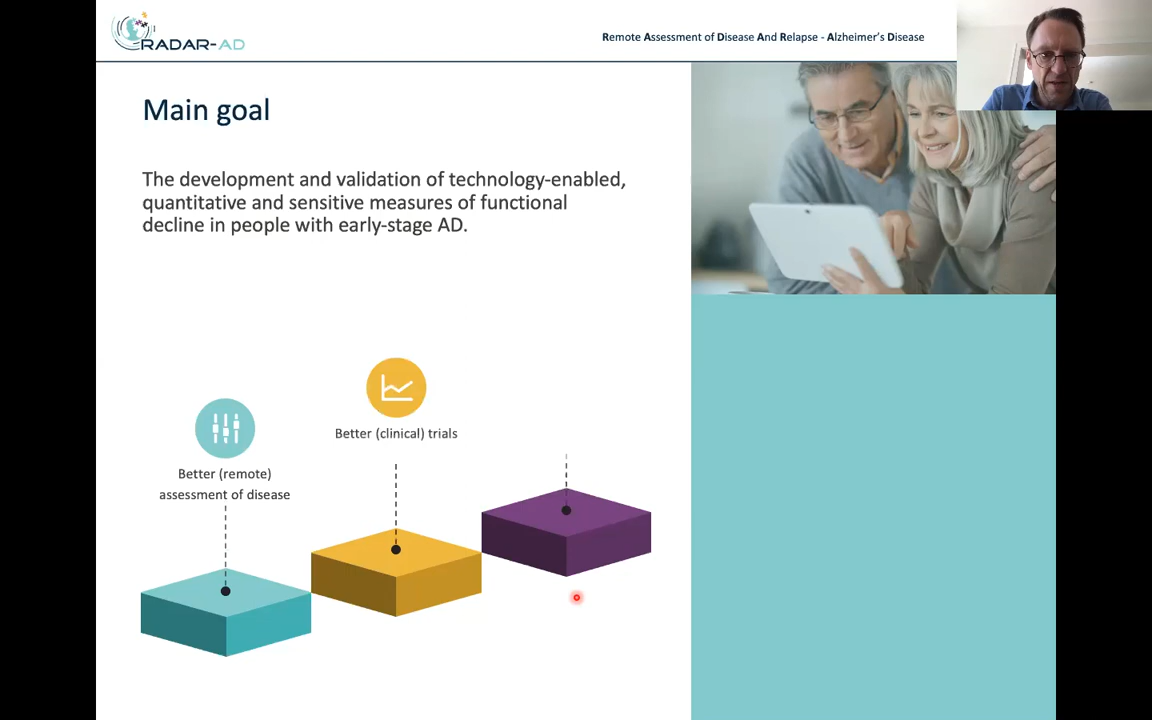 RADAR-AD
Remote Assessment of Disease And Relapse - Alzheimer's Disease
Main goal
The development and validation of technology-enabled,
quantitative and sensitive measures of functional
decline in people with early-stage AD.
Better (remote)
assessment of disease
Better (clinical) trials